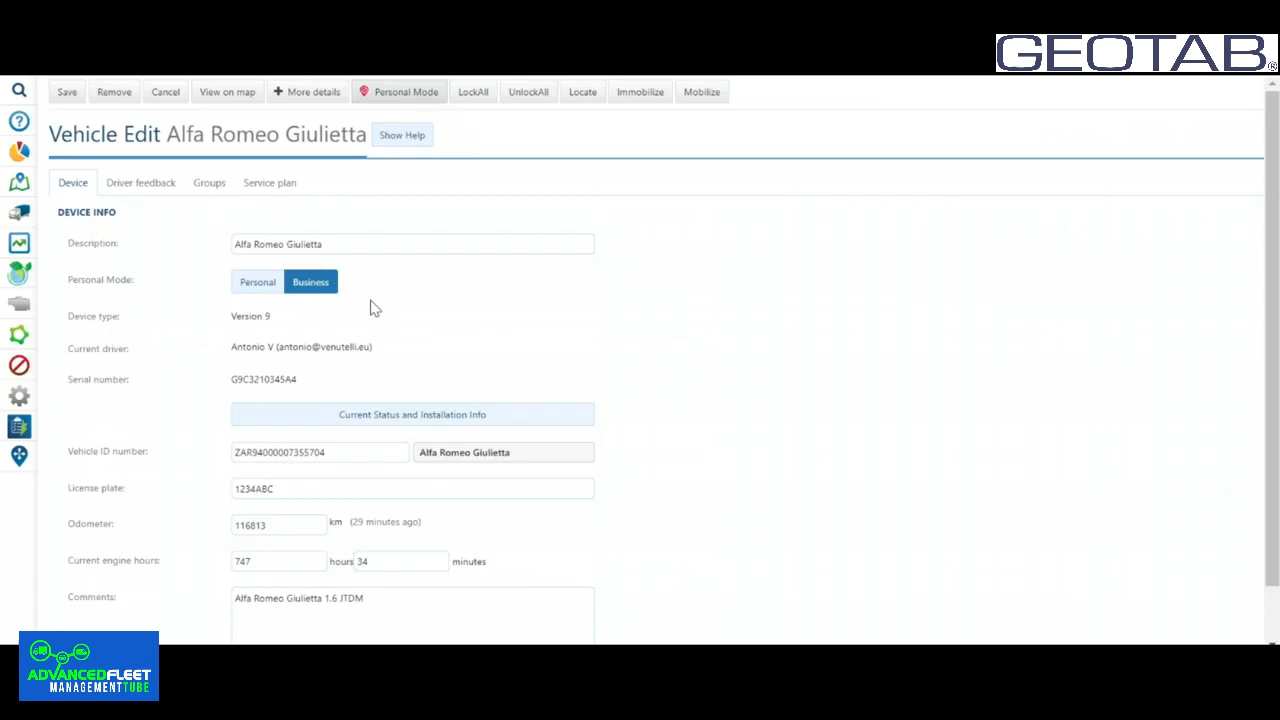 GEOTAB®
Save Remove Cancel View on map + More details Personal Mode LockAll UnlockAll Locate Immobilize Mobilize
Vehicle Edit Alfa Romeo Giulietta Show Help
Device Driver feedback Groups Service plan
DEVICE INFO
Description: Alfa Romeo Giulietta
Personal Mode: Personal Business
Device type: Version 9
Current driver: Antonio V (antonio@venutelli.eu)
Serial number: G9C3210345A4
Current Status and Installation Info
Vehicle ID number: ZAR94000007355704 Alfa Romeo Giulietta
License plate: 1234ABC
Odometer: 116813 km (29 minutes ago)
Current engine hours: 747 hours 34 minutes
Comments: Alfa Romeo Giulietta 1.6 JTDM
ADVANCEDFLEET
MANAGEMENTTUBE